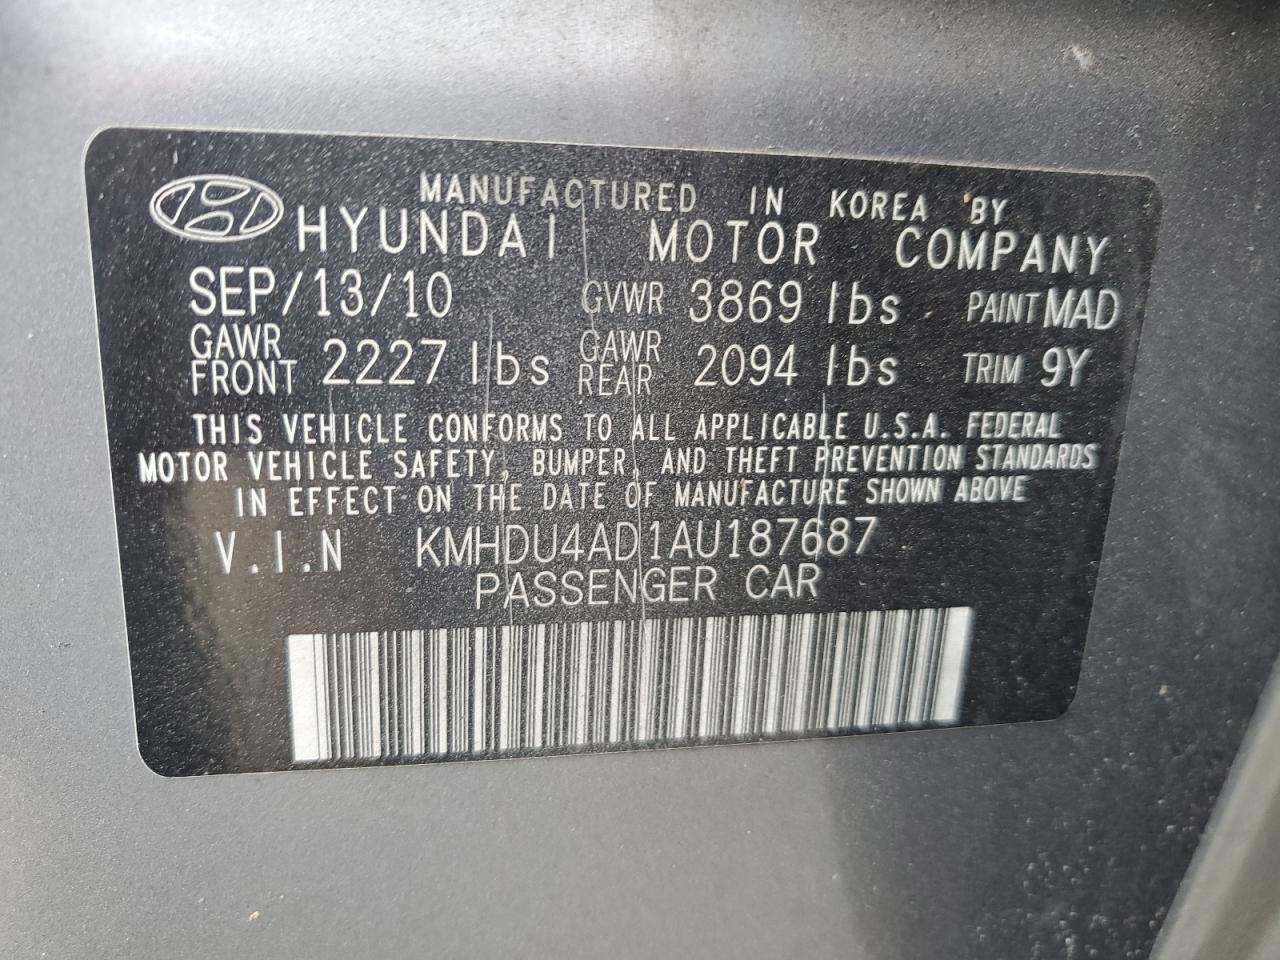 MANUFACTURED IN KOREA BY
HYUNDAI MOTOR COMPANY
SEP/13/10 GVWR 3869 lbs PAINT MAD
GAWR FRONT 2227 lbs GAWR REAR 2094 lbs TRIM 9Y
THIS VEHICLE CONFORMS TO ALL APPLICABLE U.S.A. FEDERAL
MOTOR VEHICLE SAFETY, BUMPER, AND THEFT PREVENTION STANDARDS
IN EFFECT ON THE DATE OF MANUFACTURE SHOWN ABOVE
V.I.N KMHDU4AD1AU187687
PASSENGER CAR